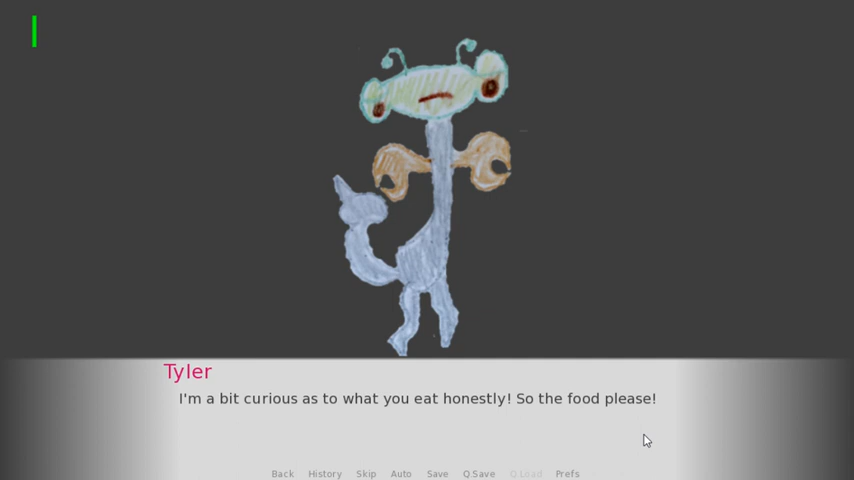 Tyler
I'm a bit curious as to what you eat honestly! So the food please!
Back History Skip Auto Save Q.Save Q.Load Prefs